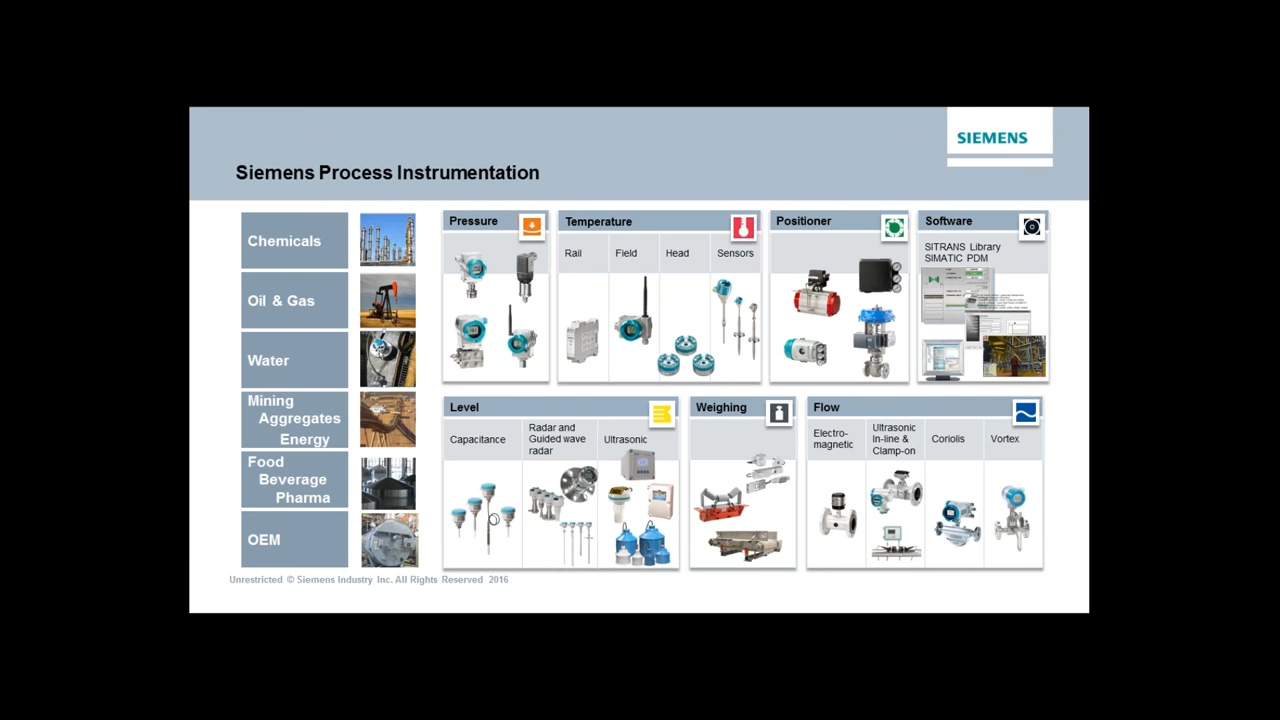 SIEMENS
Siemens Process Instrumentation
Chemicals
Oil & Gas
Water
Mining
Aggregates
Energy
Food
Beverage
Pharma
OEM
Pressure
Temperature
Rail
Field
Head
Sensors
Positioner
Software
SITRANS Library
SIMATIC PDM
Level
Capacitance
Radar and
Guided wave
radar
Ultrasonic
Weighing
Flow
Electro-
magnetic
Ultrasonic
In-line &
Clamp-on
Coriolis
Vortex
Unrestricted © Siemens Industry Inc. All Rights Reserved 2016